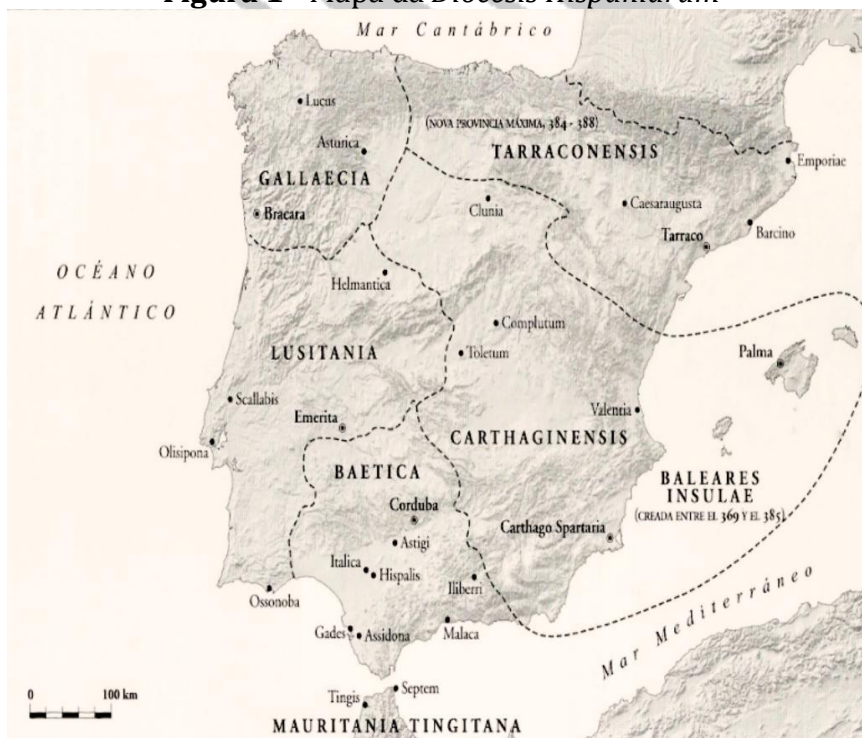 Figura 1 - Mapa da Diocesis Hispaniarum
Mar Cantábrico
Lucus
(NOVA PROVINCIA MÁXIMA, 384 - 388)
Asturica
TARRACONENSIS
Emporiae
GALLAECIA
Clunia
Caesaraugusta
Bracara
Barcino
Tarraco
OCÉANO
ATLÁNTICO
Helmantica
Complutum
LUSITANIA
Toletum
Palma
Scallabis
Valentia
Emerita
CARTHAGINENSIS
Olisipona
BAETICA
BALEARES
INSULAE
(CREADA ENTRE EL 369 Y EL 385)
Corduba
Carthago Spartaria
Astigi
Italica
Hispalis
Iliberri
Ossonoba
Mar Mediterráneo
Gades
Assidona
Malaca
0 100 km
Septem
Tingis
MAURITANIA TINGITANA